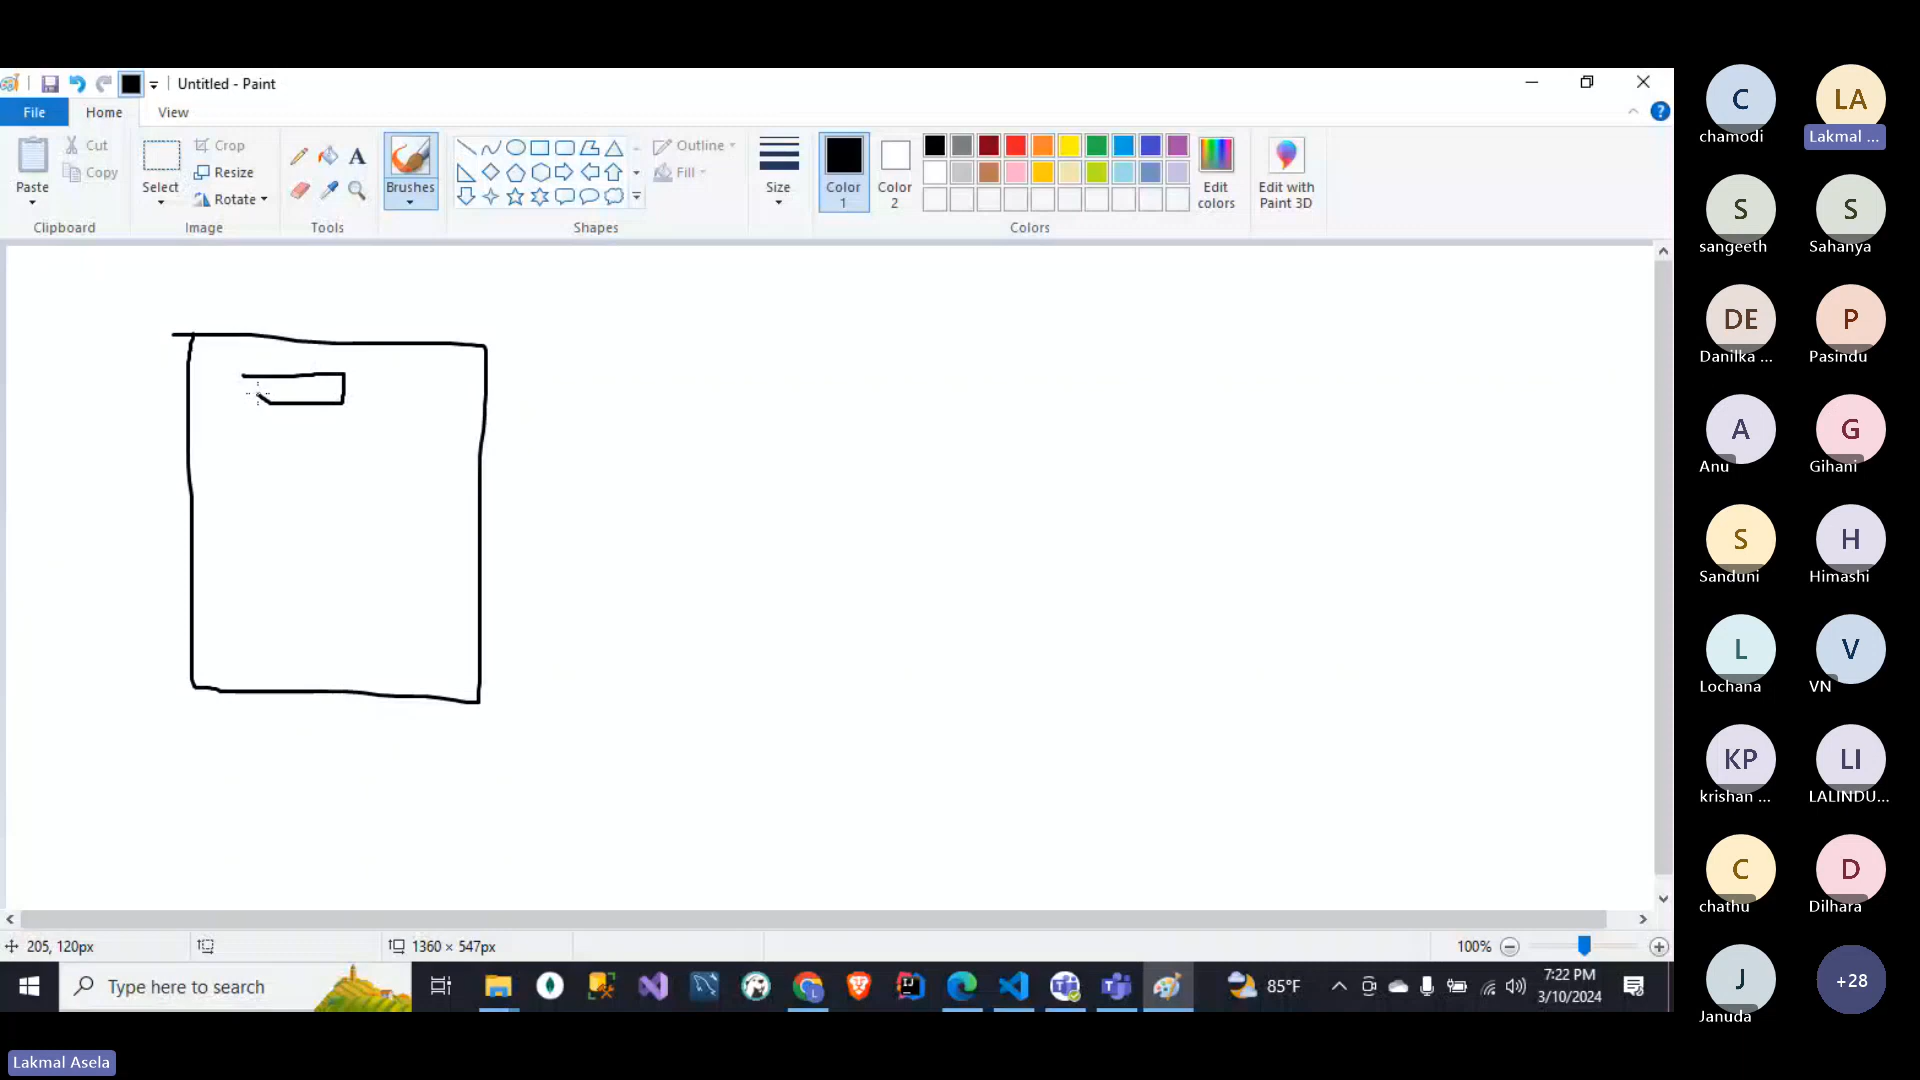 Untitled - Paint
File Home View
Paste Cut Copy Clipboard
Select Crop Resize Rotate Image
A Tools
Brushes
Shapes
Outline Fill
Size
Color 1 Color 2 Edit colors Colors
Edit with Paint 3D
205, 120px 1360 × 547px 100%
Type here to search 85°F 7:22 PM 3/10/2024
Lakmal Asela
C LA
chamodi Lakmal ...
S S
sangeeth Sahanya
DE P
Danilka ... Pasindu
A G
Anu Gihani
S H
Sanduni Himashi
L V
Lochana VN
KP LI
krishan ... LALINDU...
C D
chathu Dilhara
J +28
Januda